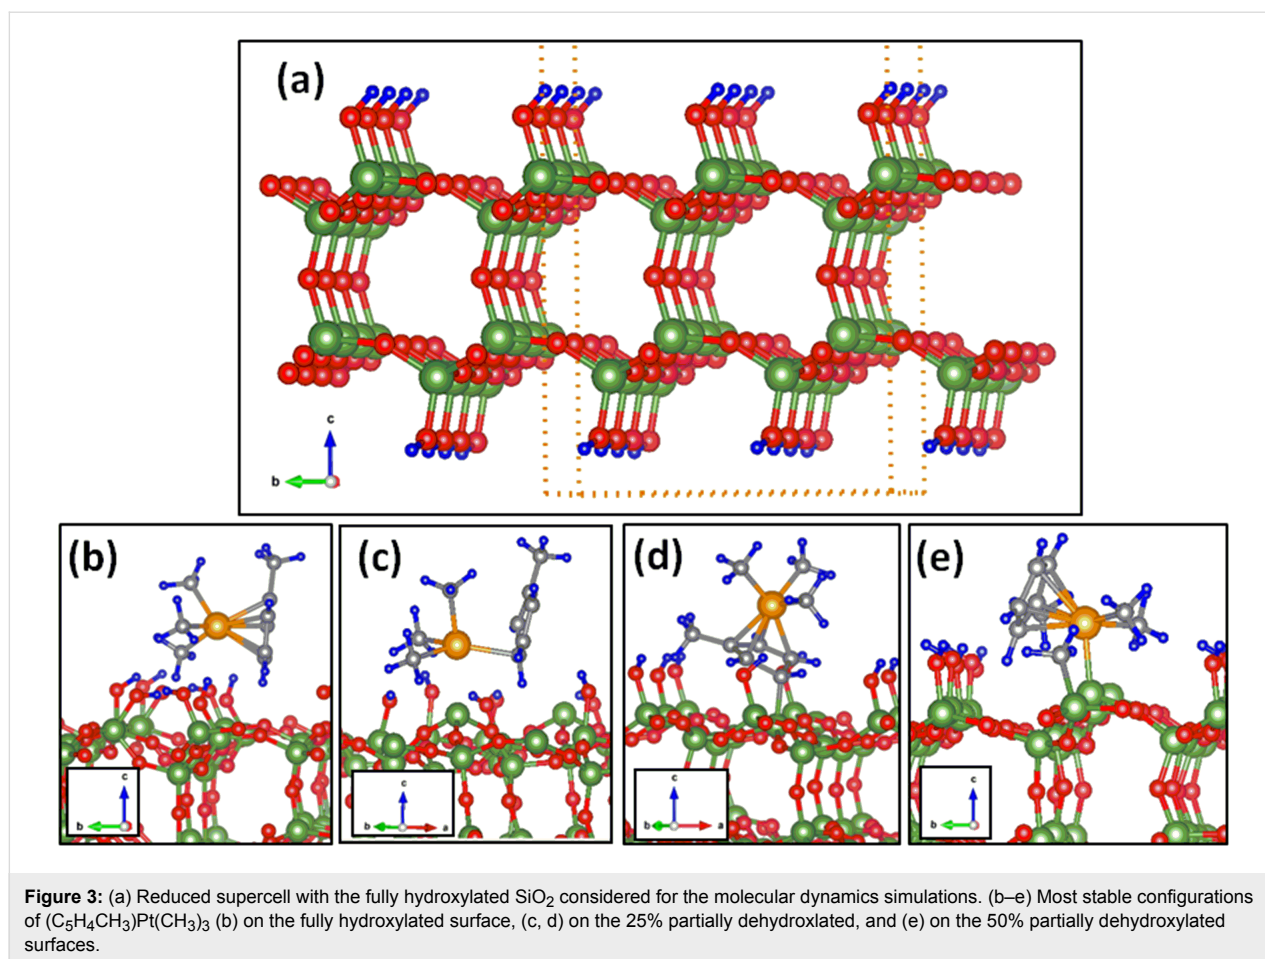 (a)
c
b
(b)
(c)
(d)
(e)
c
b
c
b
a
c
b
a
c
b
Figure 3: (a) Reduced supercell with the fully hydroxylated SiO2 considered for the molecular dynamics simulations. (b–e) Most stable configurations
of (C5H4CH3)Pt(CH3)3 (b) on the fully hydroxylated surface, (c, d) on the 25% partially dehydroxlated, and (e) on the 50% partially dehydroxylated
surfaces.